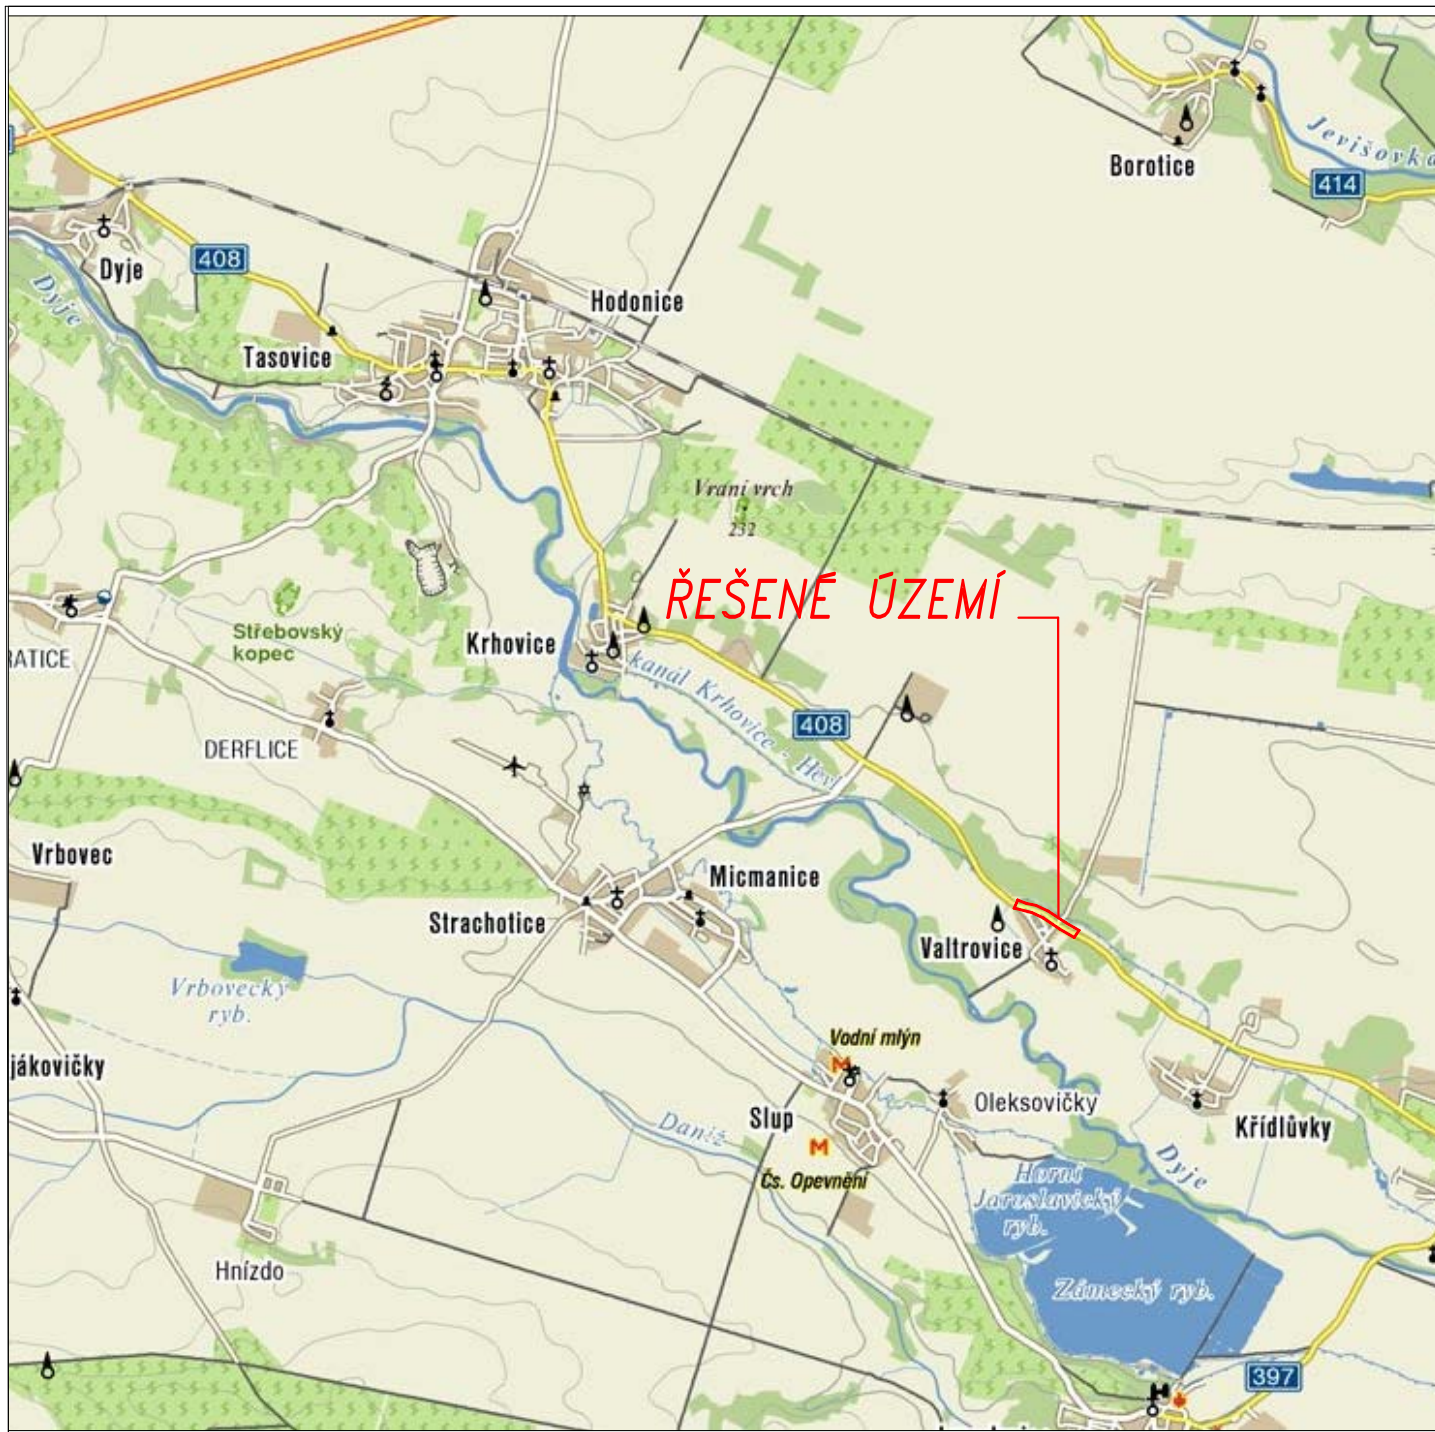 Borotice
Jevišovka
414
Dyje
408
Dyje
Hodonice
Tasovice
Vraní vrch
232
ŘEŠENÉ ÚZEMÍ
Střebovský
kopec
Krhovice
RATICE
kanál Krhovice - Hevl
408
DERFLICE
Vrbovec
Micmanice
Strachotice
Valtrovice
Vrbovecký
ryb.
Vodní mlýn
jákovičky
Oleksovičky
Slup
Daníž
Křídlůvky
Dyje
Čs. Opevnění
Horní
Jaroslavický
ryb.
Hnízdo
Zámecký ryb.
397